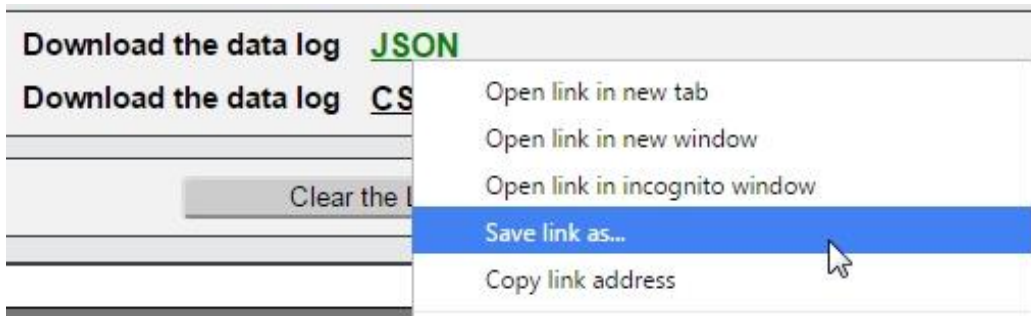 Download the data log JSON
Open link in new tab
Download the data log CS
Open link in new window
Open link in incognito window
Clear the
Save link as...
Copy link address